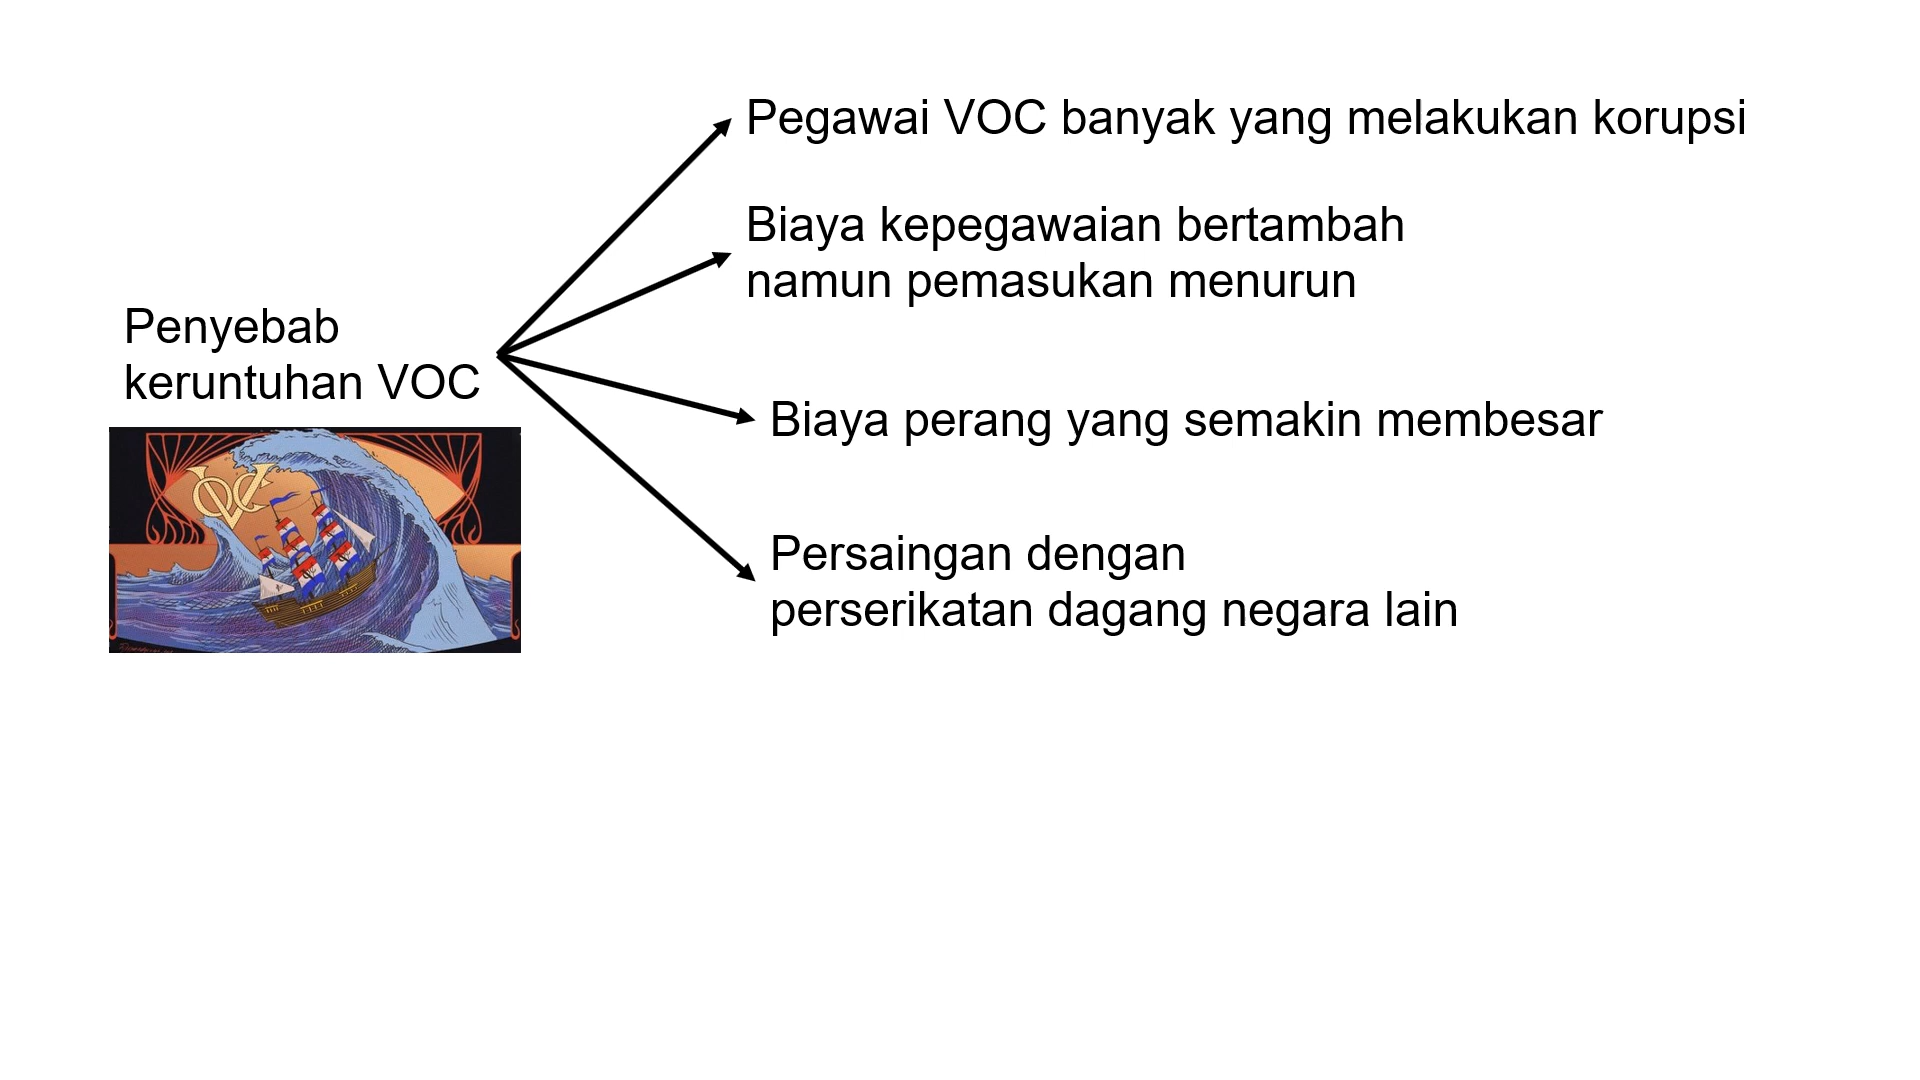 Pegawai VOC banyak yang melakukan korupsi
Biaya kepegawaian bertambah
namun pemasukan menurun
Penyebab
keruntuhan VOC
Biaya perang yang semakin membesar
Persaingan dengan
perserikatan dagang negara lain
VOC